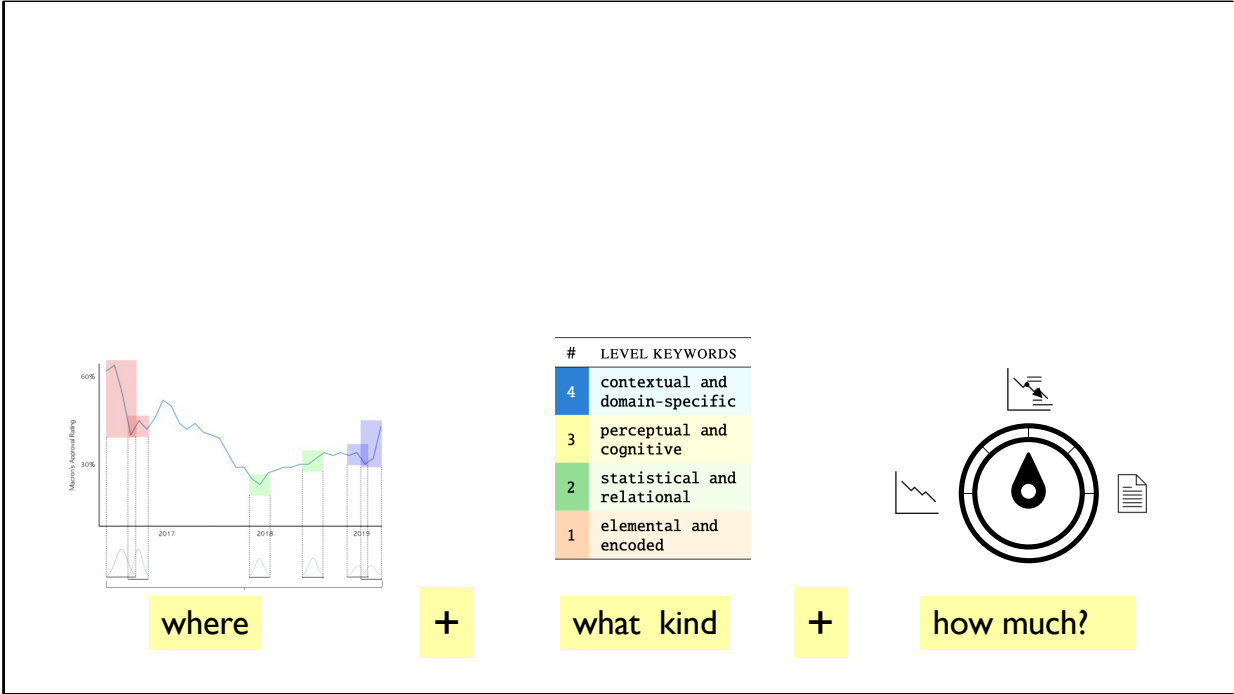 # LEVEL KEYWORDS
4 contextual and
domain-specific
3 perceptual and
cognitive
2 statistical and
relational
1 elemental and
encoded
60%
30%
Macron's Approval Rating
2017 2018 2019
where + what kind + how much?